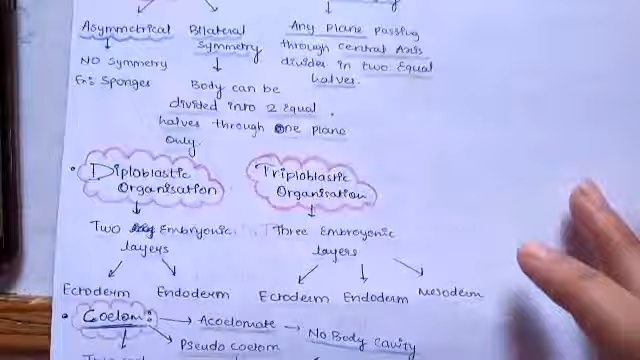 Asymmetrical
NO Symmetry
Ex: Sponges
Bilateral
Symmetry
Body can be
divided into 2 Equal
halves through One plane
only.
Any plane passing
through central Axis
divides in two Equal
halves.
Diploblastic
Organisation
Two Embryonic
layers
Ectoderm Endoderm
Triploblastic
Organisation
Three Embroyonic
layers
Ectoderm Endoderm Mesoderm
Coelom:
Acoelomate
No Body cavity
Pseudo coelom